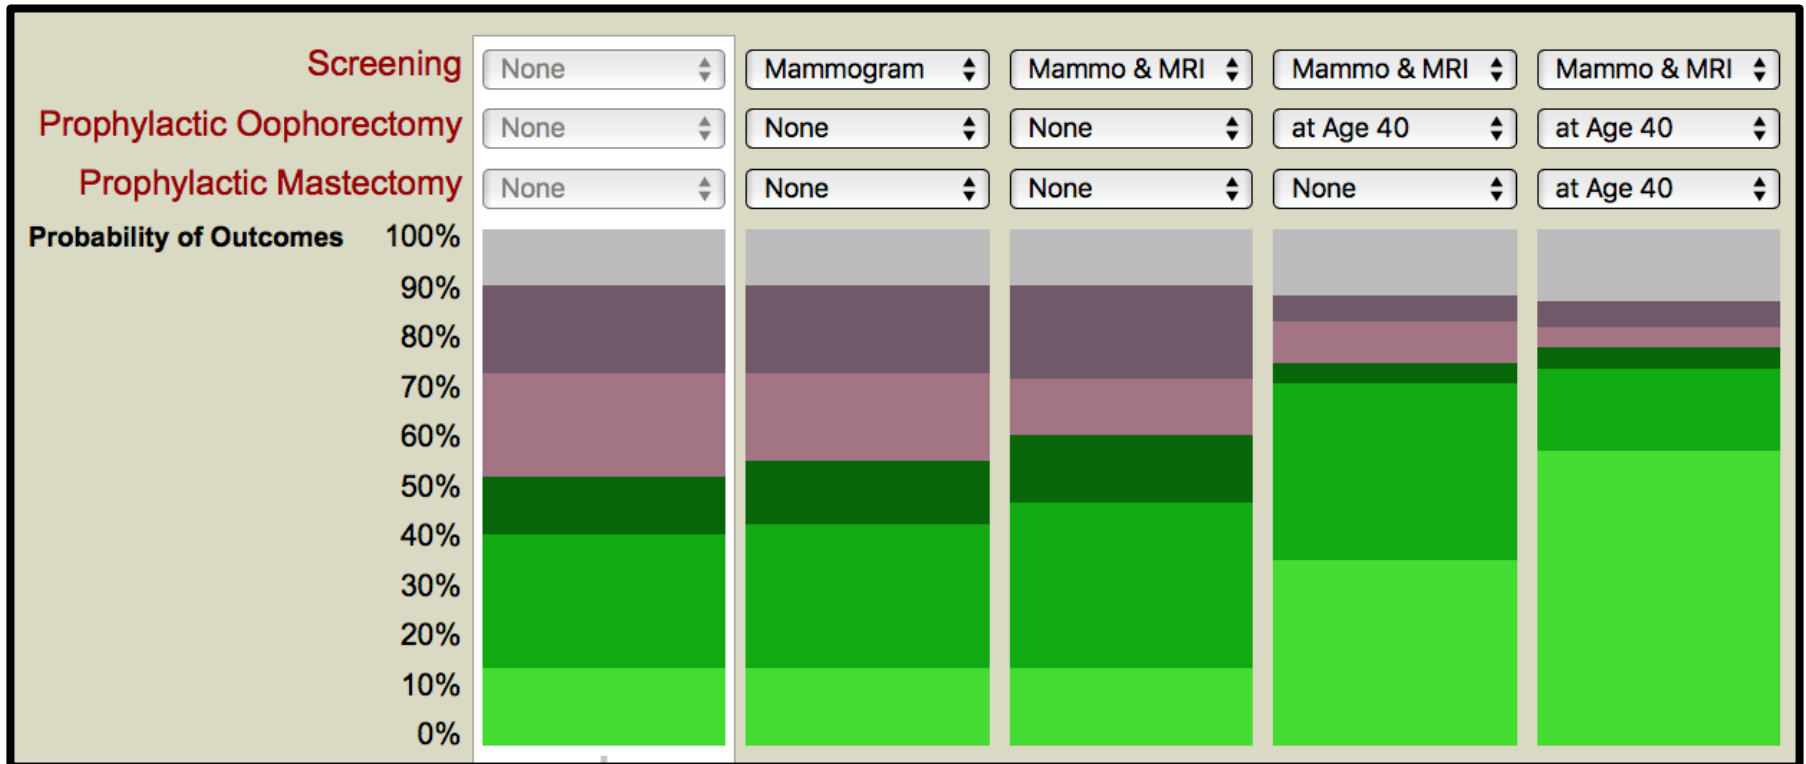 Screening None Mammogram Mammo & MRI Mammo & MRI Mammo & MRI
Prophylactic Oophorectomy None None None at Age 40 at Age 40
Prophylactic Mastectomy None None None None at Age 40
Probability of Outcomes 100%
90%
80%
70%
60%
50%
40%
30%
20%
10%
0%